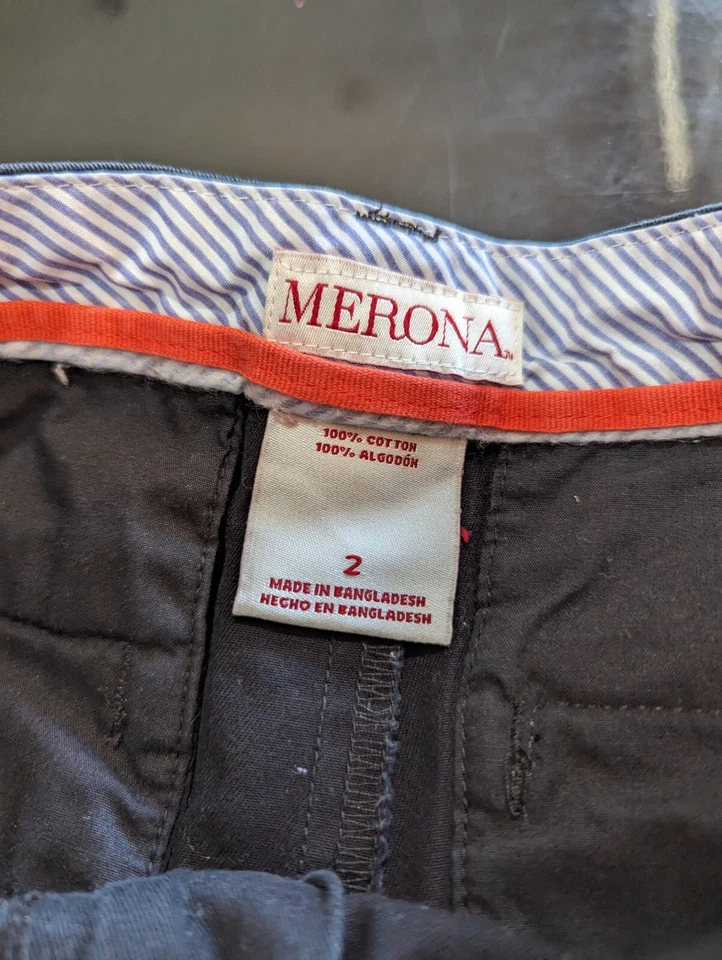 MERONA
100% COTTON
100% ALGODÓN
2
MADE IN BANGLADESH
HECHO EN BANGLADESH